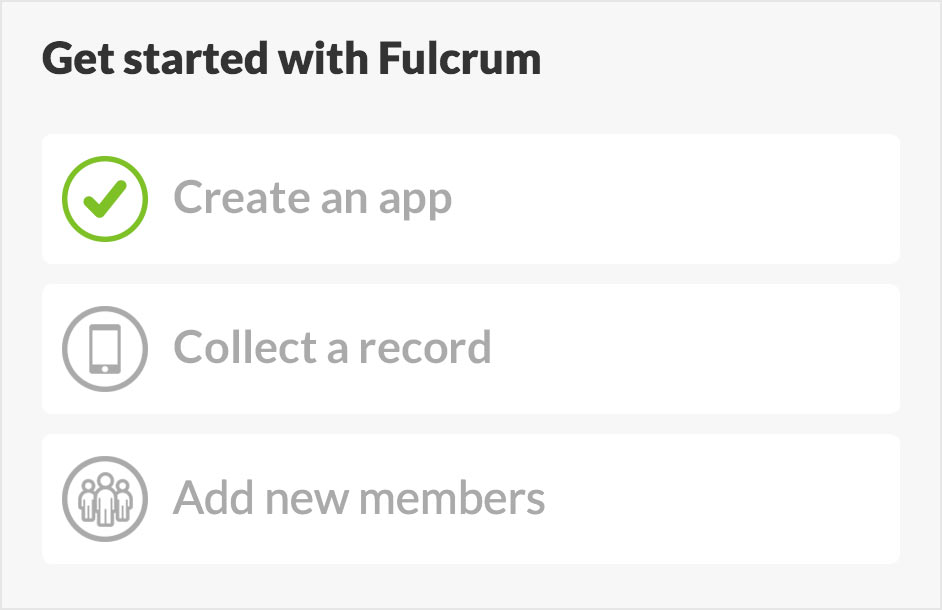 Get started with Fulcrum
Create an app
Collect a record
Add new members